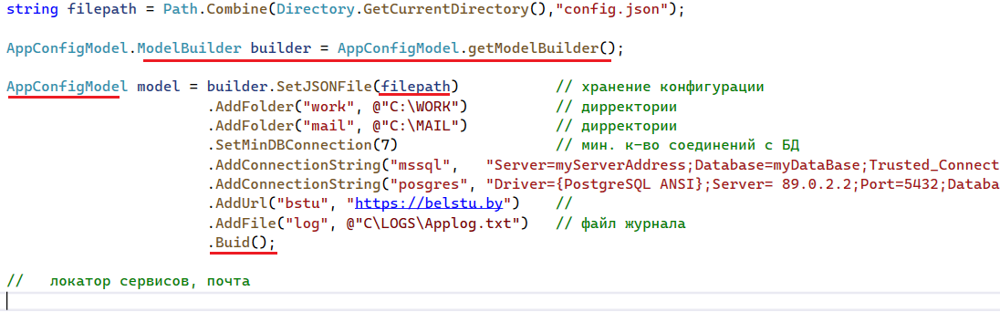 string filepath = Path.Combine(Directory.GetCurrentDirectory(),"config.json");
AppConfigModel.ModelBuilder builder = AppConfigModel.getModelBuilder();
AppConfigModel model = builder.SetJSONFile(filepath) // хранение конфигурации
.AddFolder("work", @"C:\WORK") // дирректории
.AddFolder("mail", @"C:\MAIL") // дирректории
.SetMinDBConnection(7) // мин. к-во соединений с БД
.AddConnectionString("mssql", "Server=myServerAddress;Database=myDataBase;Trusted_Connect
.AddConnectionString("posgres", "Driver={PostgreSQL ANSI};Server= 89.0.2.2;Port=5432;Databa
.AddUrl("bstu", "https://belstu.by") //
.AddFile("log", @"C\LOGS\Applog.txt") // файл журнала
.Buid();
// локатор сервисов, почта